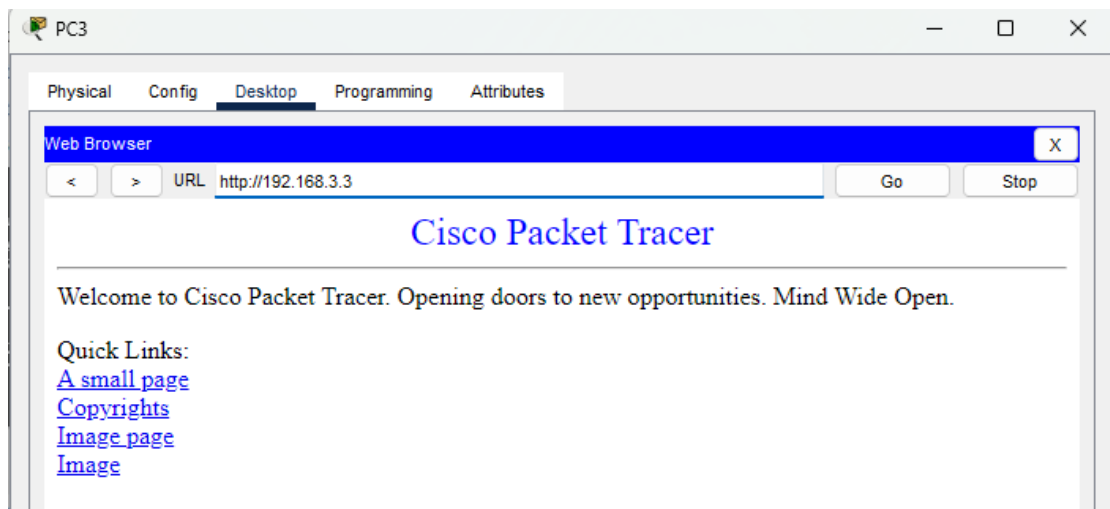 PC3
Physical Config Desktop Programming Attributes
Web Browser
X
< > URL http://192.168.3.3 Go Stop
Cisco Packet Tracer
Welcome to Cisco Packet Tracer. Opening doors to new opportunities. Mind Wide Open.
Quick Links:
A small page
Copyrights
Image page
Image